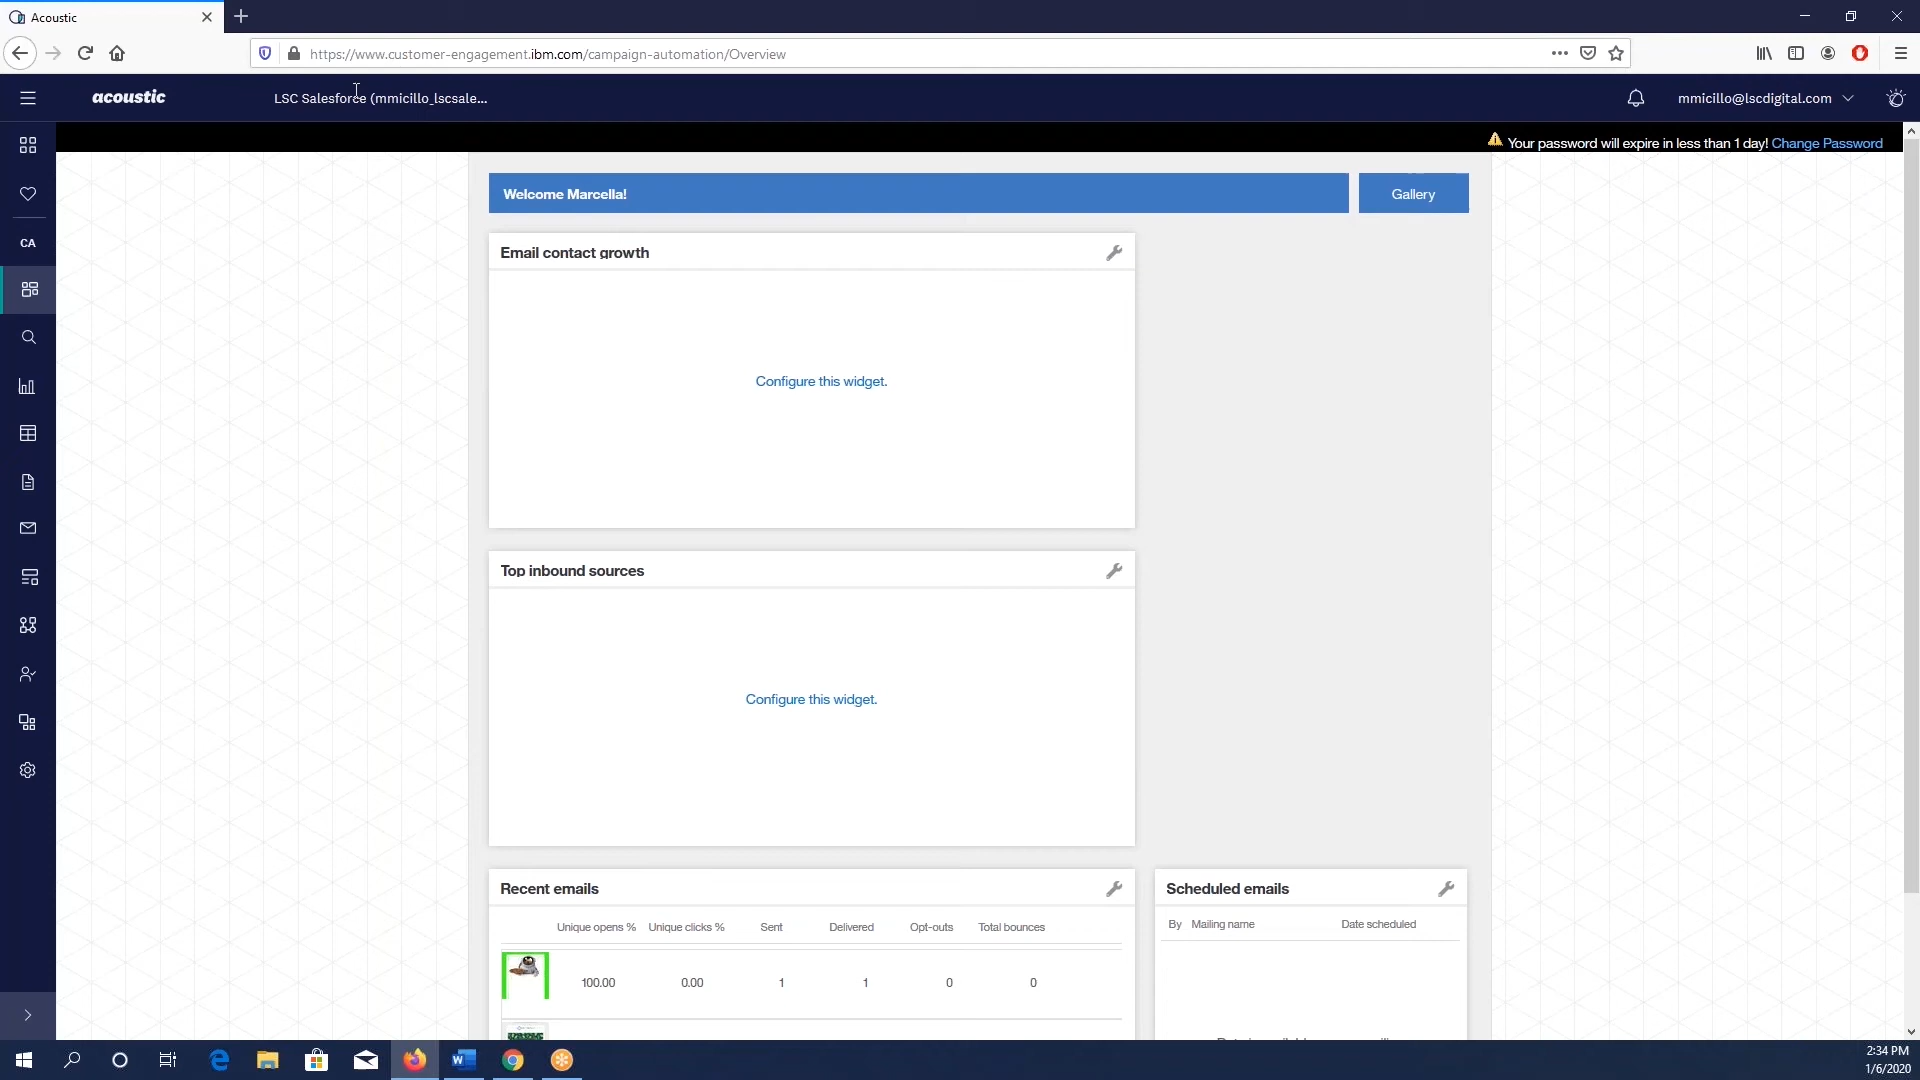 Acoustic
https://www.customer-engagement.ibm.com/campaign-automation/Overview
acoustic
LSC Salesforce (mmicillo_lscsale...
mmicillo@lscdigital.com
Your password will expire in less than 1 day! Change Password
Welcome Marcella!
Gallery
CA
Email contact growth
Configure this widget.
Top inbound sources
Configure this widget.
Recent emails
Scheduled emails
Unique opens % Unique clicks % Sent Delivered Opt-outs Total bounces
By Mailing name Date scheduled
100.00 0.00 1 1 0 0
2:34 PM
1/6/2020